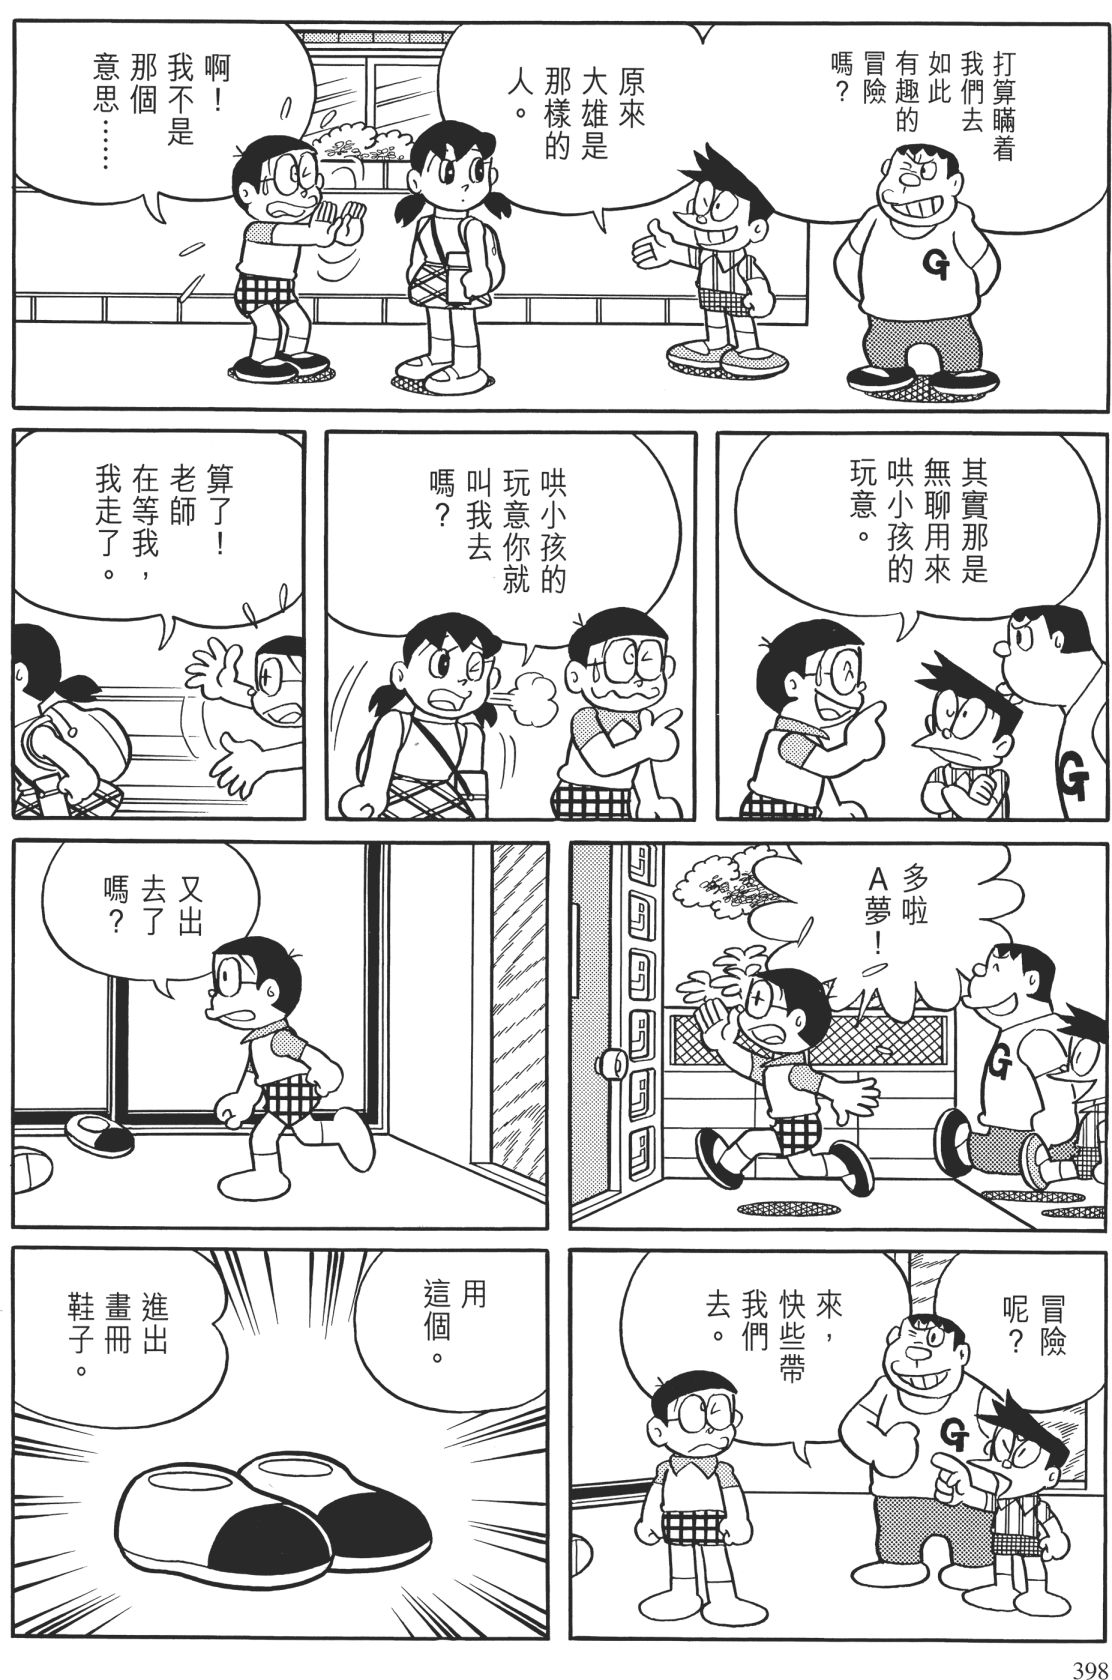 打算瞞着
我們去
如此
有趣的
冒險
嗎？
原來
大雄是
那樣的
人。
啊！
我不是
那個
意思……
G
其實那是
無聊用來
哄小孩的
玩意。
G
哄小孩的
玩意你就
叫我去
嗎？
算了！
老師
在等我，
我走了。
多啦
A夢！
G
又出
去了
嗎？
冒險
呢？
來，
快些帶
我們
去。
G
用
這個。
進出
畫冊
鞋子。
398